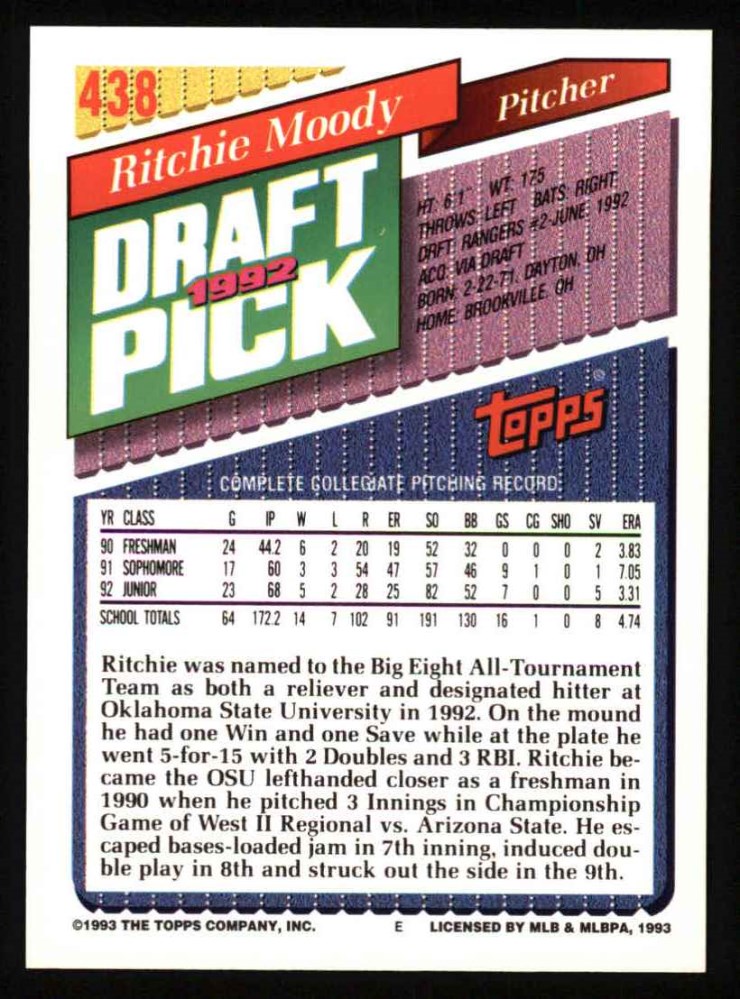 438
Ritchie Moody
Pitcher
DRAFT
1992
PICK
HT: 6'1" WT: 175
THROWS: LEFT BATS: RIGHT
DRFT: RANGERS #2-JUNE, 1992
ACQ: VIA DRAFT
BORN: 2-22-71, DAYTON, OH
HOME: BROOKVILLE, OH
topps®
COMPLETE COLLEGIATE PITCHING RECORD
YR CLASS G IP W L R ER SO BB GS CG SHO SV ERA
90 FRESHMAN 24 44.2 6 2 20 19 52 32 0 0 0 2 3.83
91 SOPHOMORE 17 60 3 3 54 47 57 46 9 1 0 1 7.05
92 JUNIOR 23 68 5 2 28 25 82 52 7 0 0 5 3.31
SCHOOL TOTALS 64 172.2 14 7 102 91 191 130 16 1 0 8 4.74
Ritchie was named to the Big Eight All-Tournament
Team as both a reliever and designated hitter at
Oklahoma State University in 1992. On the mound
he had one Win and one Save while at the plate he
went 5-for-15 with 2 Doubles and 3 RBI. Ritchie be-
came the OSU lefthanded closer as a freshman in
1990 when he pitched 3 Innings in Championship
Game of West II Regional vs. Arizona State. He es-
caped bases-loaded jam in 7th inning, induced dou-
ble play in 8th and struck out the side in the 9th.
©1993 THE TOPPS COMPANY, INC. E LICENSED BY MLB & MLBPA, 1993